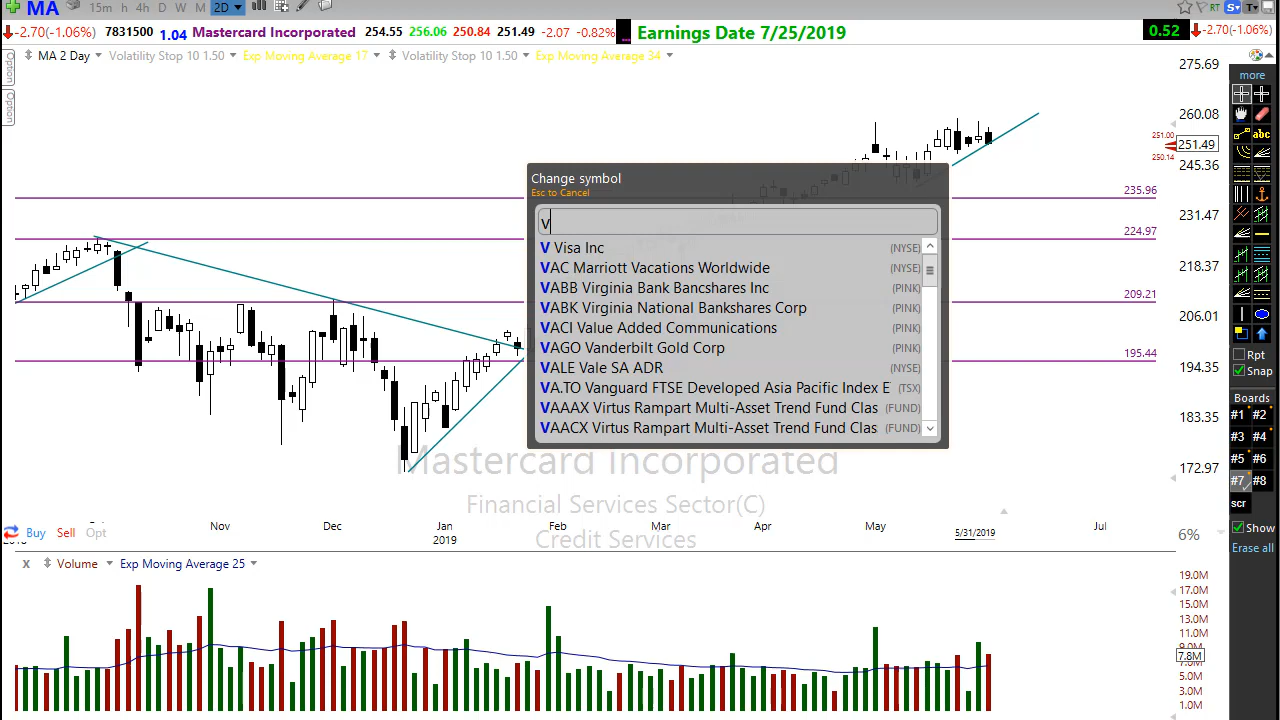 MA 15m h 4h D W M 2D RT S T
-2.70(-1.06%) 7831500 1.04 Mastercard Incorporated 254.55 256.06 250.84 251.49 -2.07 -0.82% Earnings Date 7/25/2019 0.52 -2.70(-1.06%)
MA 2 Day Volatility Stop 10 1.50 Exp Moving Average 17 Volatility Stop 10 1.50 Exp Moving Average 34
Option
Option
275.69
260.08
251.00
251.49
250.14
245.36
235.96
231.47
224.97
218.37
209.21
206.01
195.44
194.35
183.35
172.97
Change symbol
Esc to Cancel
V
V Visa Inc (NYSE)
VAC Marriott Vacations Worldwide (NYSE)
VABB Virginia Bank Bancshares Inc (PINK)
VABK Virginia National Bankshares Corp (PINK)
VACI Value Added Communications (PINK)
VAGO Vanderbilt Gold Corp (PINK)
VALE Vale SA ADR (NYSE)
VA.TO Vanguard FTSE Developed Asia Pacific Index E (TSX)
VAAAX Virtus Rampart Multi-Asset Trend Fund Clas (FUND)
VAACX Virtus Rampart Multi-Asset Trend Fund Clas (FUND)
Mastercard Incorporated
Financial Services Sector(C)
Credit Services
Nov Dec Jan Feb Mar Apr May 5/31/2019 Jul
2019
Buy Sell Opt
6%
x Volume Exp Moving Average 25
19.0M
17.0M
15.0M
13.0M
11.0M
9.0M
7.8M
5.0M
3.0M
1.0M
more
abc
Rpt
Snap
Boards
#1 #2
#3 #4
#5 #6
#7 #8
scr
Show
Erase all